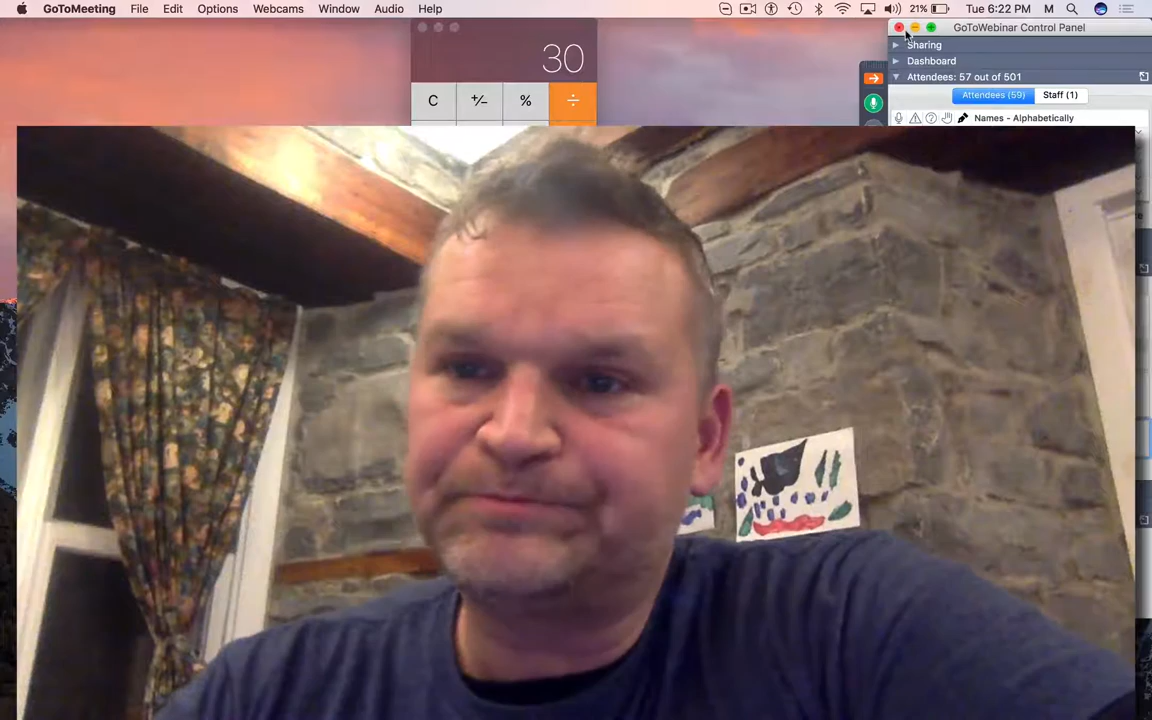 GoToMeeting File Edit Options Webcams Window Audio Help 21% Tue 6:22 PM M
GoToWebinar Control Panel
Sharing
30
Dashboard
Attendees: 57 out of 501
Attendees (59) Staff (1)
C +/- % ÷
Names - Alphabetically